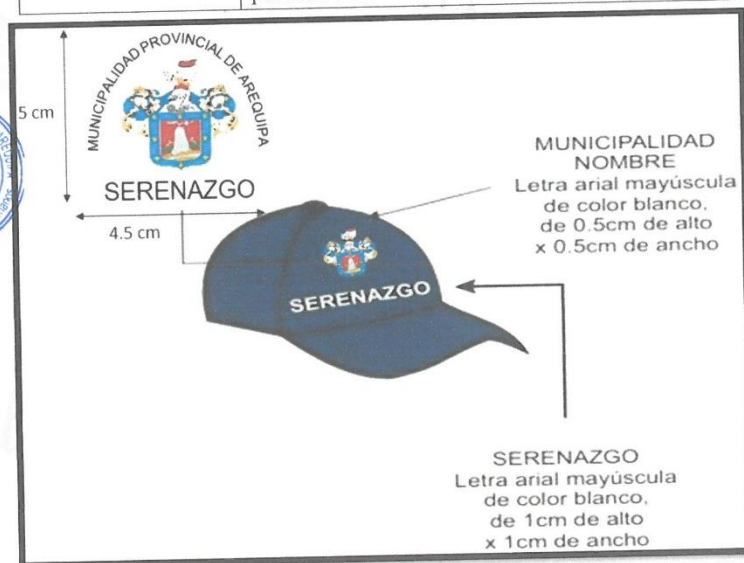 MUNICIPALIDAD PROVINCIAL DE AREQUIPA
5 cm
SERENAZGO
4.5 cm
MUNICIPALIDAD
NOMBRE
Letra arial mayúscula
de color blanco,
de 0.5cm de alto
x 0.5cm de ancho
SERENAZGO
SERENAZGO
Letra arial mayúscula
de color blanco,
de 1cm de alto
x 1cm de ancho